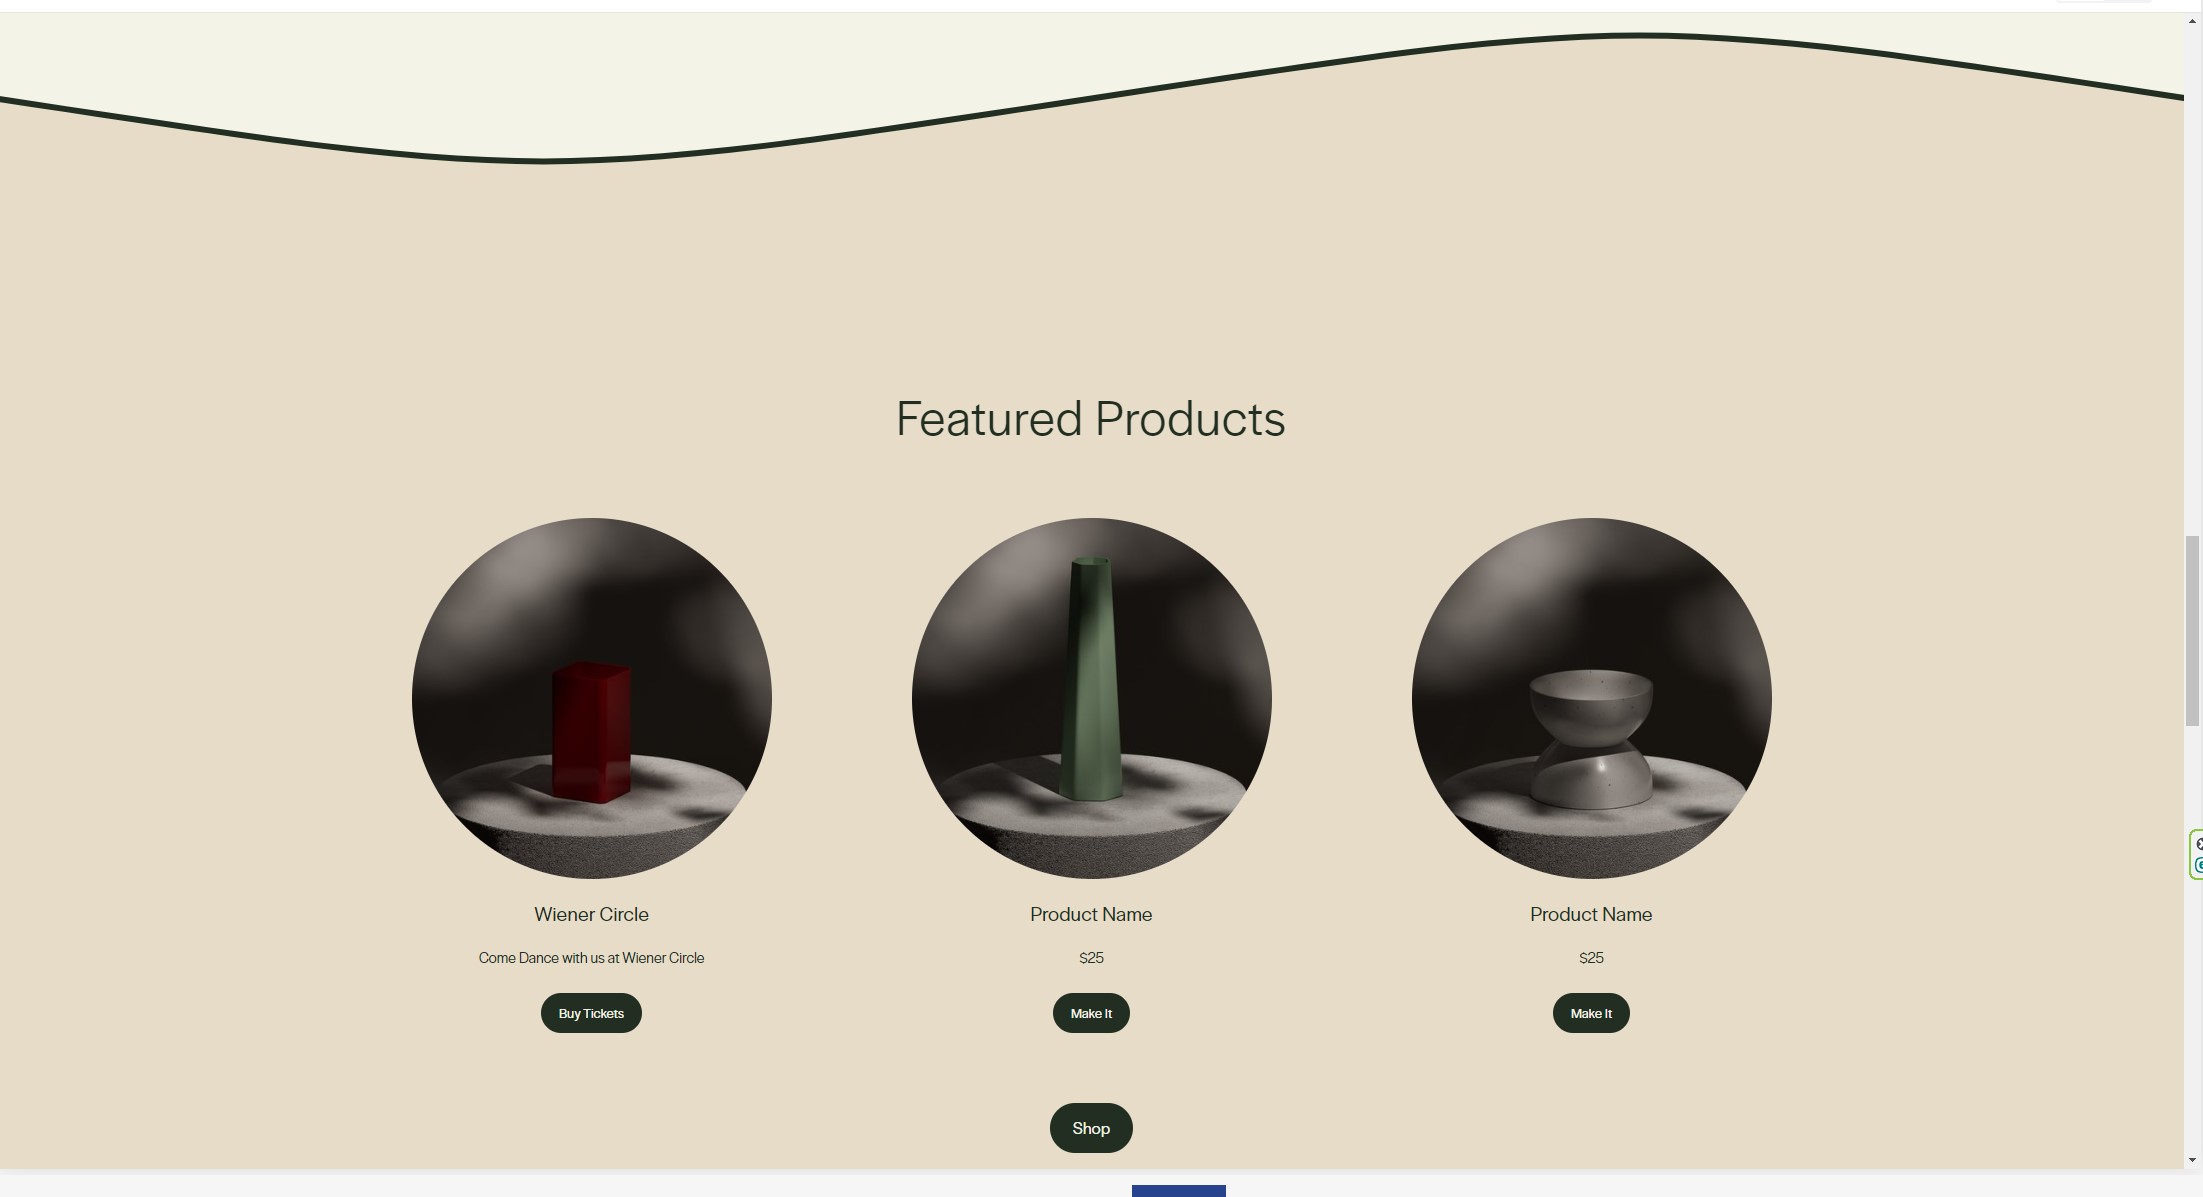 Featured Products
Wiener Circle
Product Name
Product Name
Come Dance with us at Wiener Circle
$25
$25
Buy Tickets
Make It
Make It
Shop